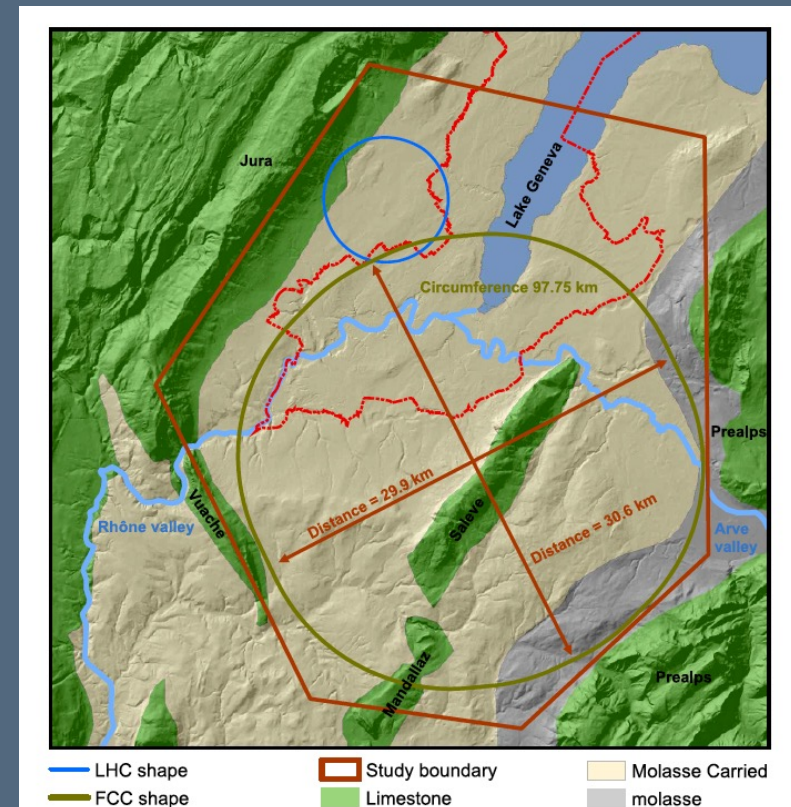 Jura
Lake Geneva
Circumference 97.75 km
Prealps
Distance = 29.9 km
Vuache
Rhône valley
Salève
Distance = 30.6 km
Arve
valley
Mandallaz
Prealps
LHC shape
Study boundary
Molasse Carried
FCC shape
Limestone
molasse